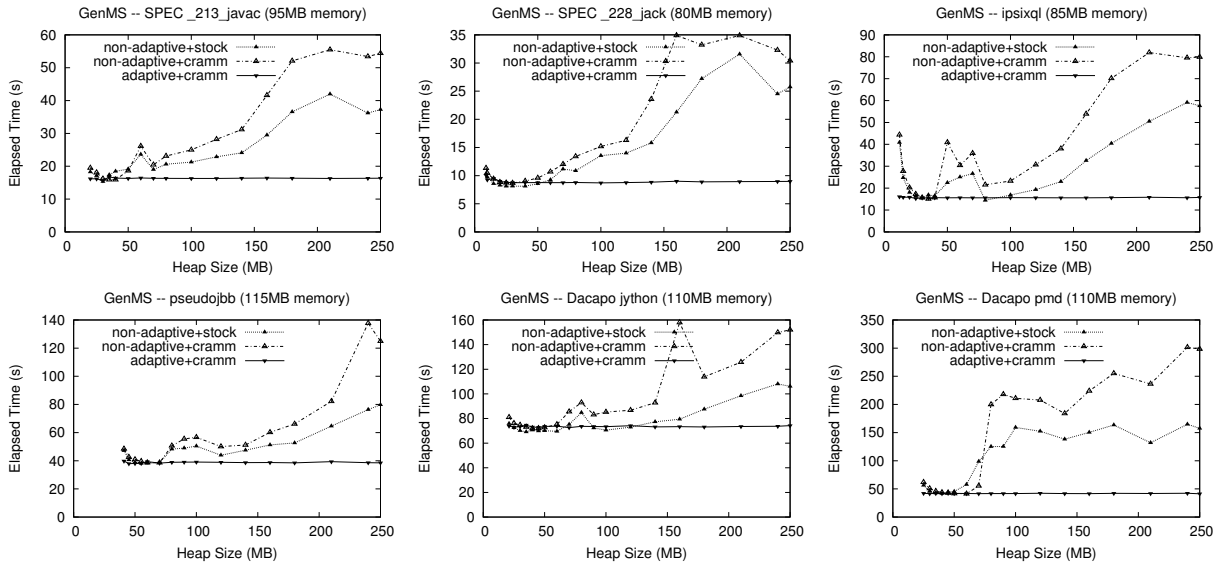 GenMS -- SPEC _213_javac (95MB memory)
60
50
40
30
20
10
0
0 50 100 150 200 250
Elapsed Time (s)
Heap Size (MB)
non-adaptive+stock
non-adaptive+cramm
adaptive+cramm
GenMS -- SPEC _228_jack (80MB memory)
35
30
25
20
15
10
5
0
0 50 100 150 200 250
Elapsed Time (s)
Heap Size (MB)
non-adaptive+stock
non-adaptive+cramm
adaptive+cramm
GenMS -- ipsixql (85MB memory)
90
80
70
60
50
40
30
20
10
0
0 50 100 150 200 250
Elapsed Time (s)
Heap Size (MB)
non-adaptive+stock
non-adaptive+cramm
adaptive+cramm
GenMS -- pseudojbb (115MB memory)
140
120
100
80
60
40
20
0
0 50 100 150 200 250
Elapsed Time (s)
Heap Size (MB)
non-adaptive+stock
non-adaptive+cramm
adaptive+cramm
GenMS -- Dacapo jython (110MB memory)
160
140
120
100
80
60
40
20
0
0 50 100 150 200 250
Elapsed Time (s)
Heap Size (MB)
non-adaptive+stock
non-adaptive+cramm
adaptive+cramm
GenMS -- Dacapo pmd (110MB memory)
350
300
250
200
150
100
50
0
0 50 100 150 200 250
Elapsed Time (s)
Heap Size (MB)
non-adaptive+stock
non-adaptive+cramm
adaptive+cramm